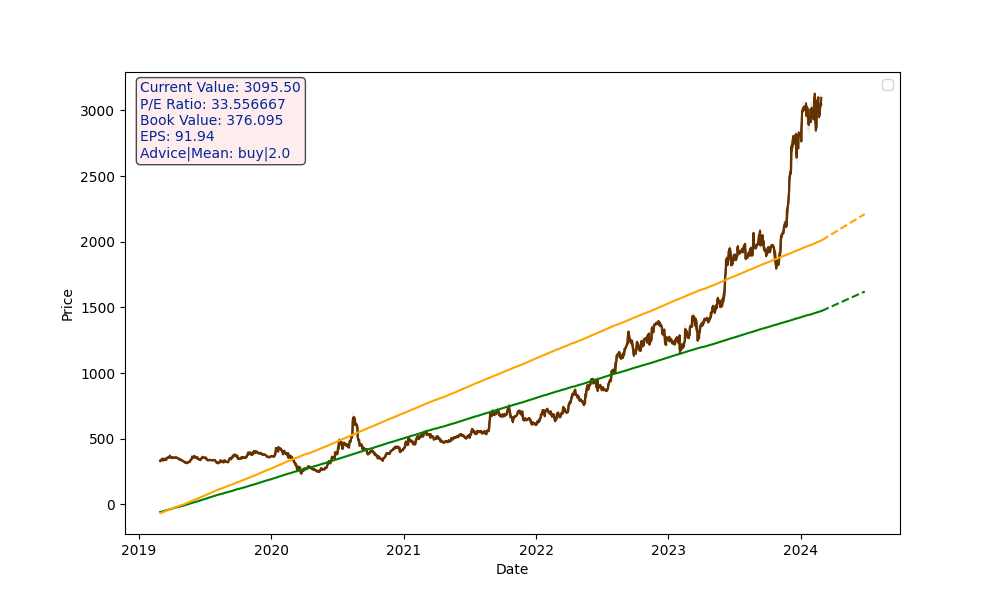 Current Value: 3095.50
P/E Ratio: 33.556667
Book Value: 376.095
EPS: 91.94
Advice|Mean: buy|2.0
3000
2500
2000
1500
1000
500
0
Price
2019 2020 2021 2022 2023 2024
Date